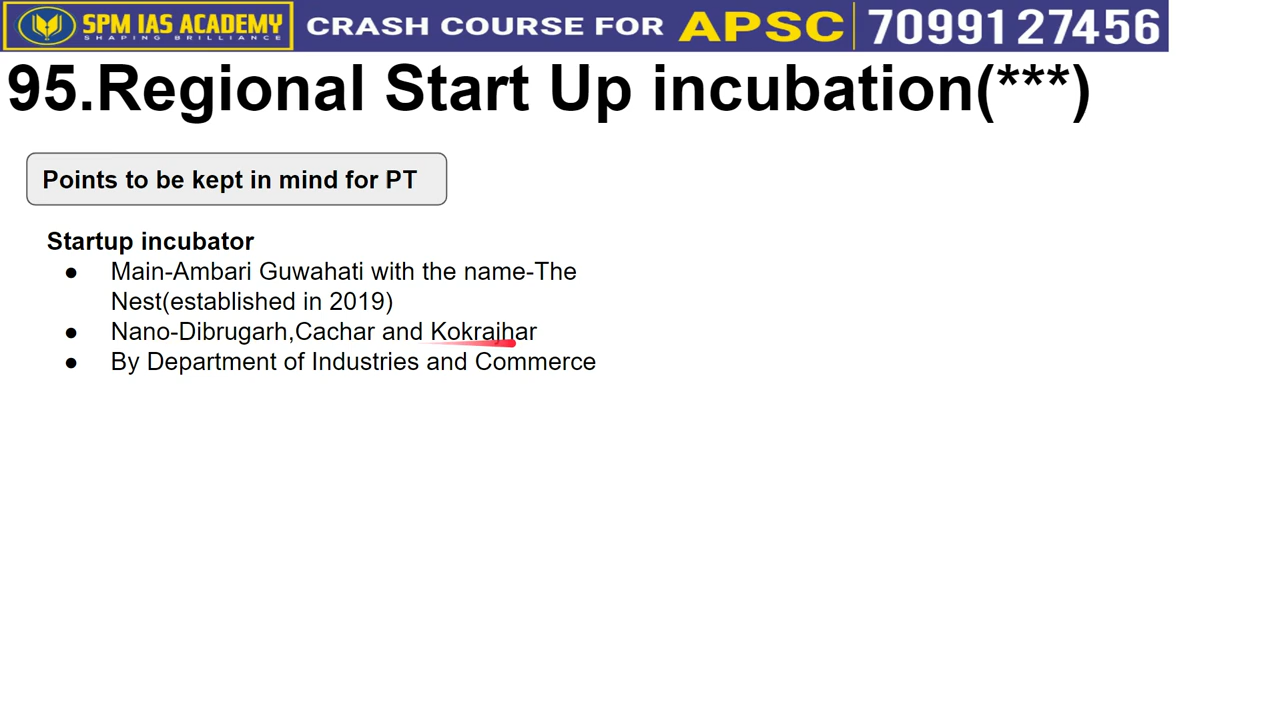 SPM IAS ACADEMY
SHAPING BRILLIANCE
CRASH COURSE FOR APSC 70991 27456
95.Regional Start Up incubation(***)
Points to be kept in mind for PT
Startup incubator
● Main-Ambari Guwahati with the name-The
Nest(established in 2019)
● Nano-Dibrugarh,Cachar and Kokrajhar
● By Department of Industries and Commerce